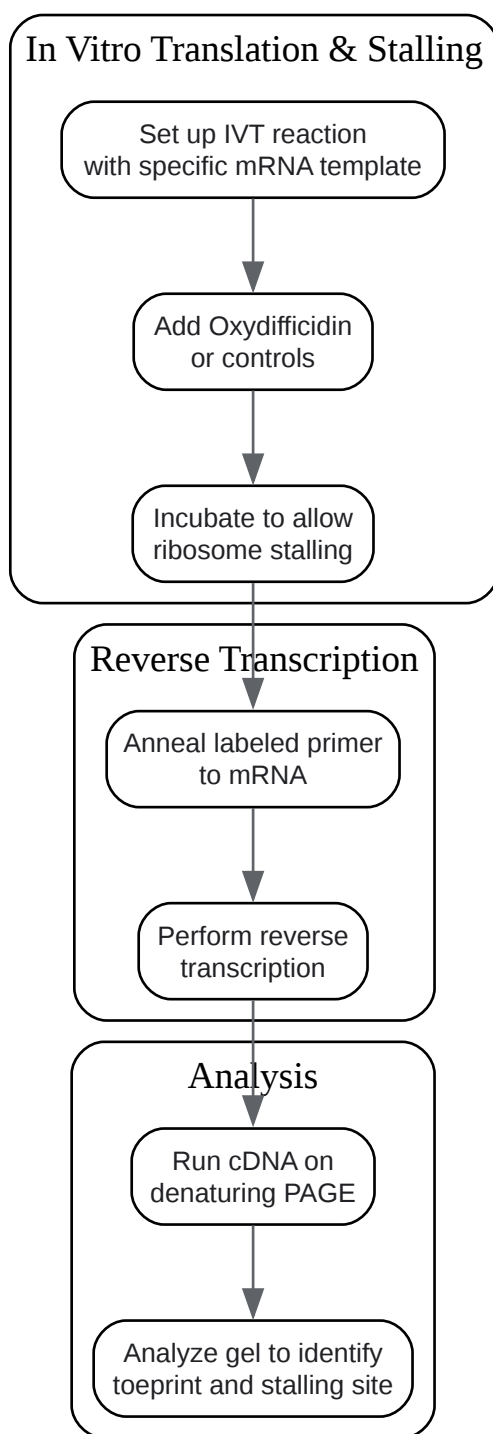 In Vitro Translation & Stalling
Set up IVT reaction
with specific mRNA template
Add Oxydifficidin
or controls
Incubate to allow
ribosome stalling
Reverse Transcription
Anneal labeled primer
to mRNA
Perform reverse
transcription
Analysis
Run cDNA on
denaturing PAGE
Analyze gel to identify
toeprint and stalling site